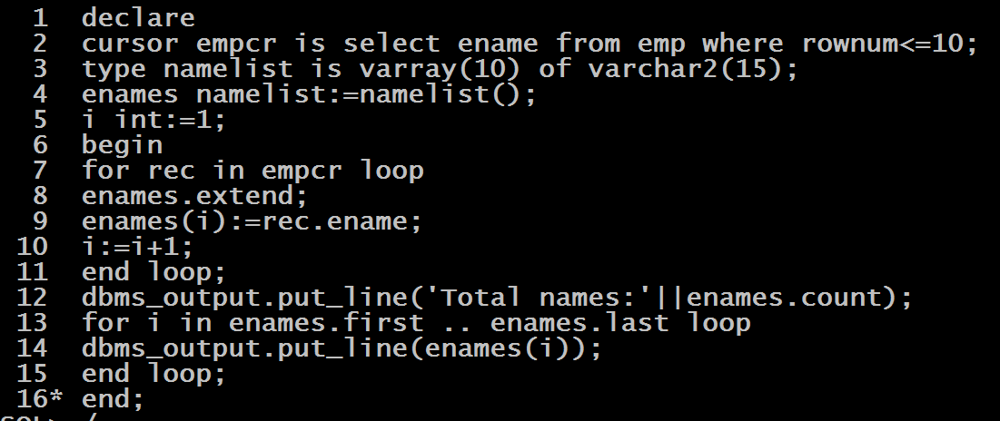 1 declare
2 cursor empcr is select ename from emp where rownum<=10;
3 type namelist is varray(10) of varchar2(15);
4 enames namelist:=namelist();
5 i int:=1;
6 begin
7 for rec in empcr loop
8 enames.extend;
9 enames(i):=rec.ename;
10 i:=i+1;
11 end loop;
12 dbms_output.put_line('Total names:'||enames.count);
13 for i in enames.first .. enames.last loop
14 dbms_output.put_line(enames(i));
15 end loop;
16* end;
SQL> /